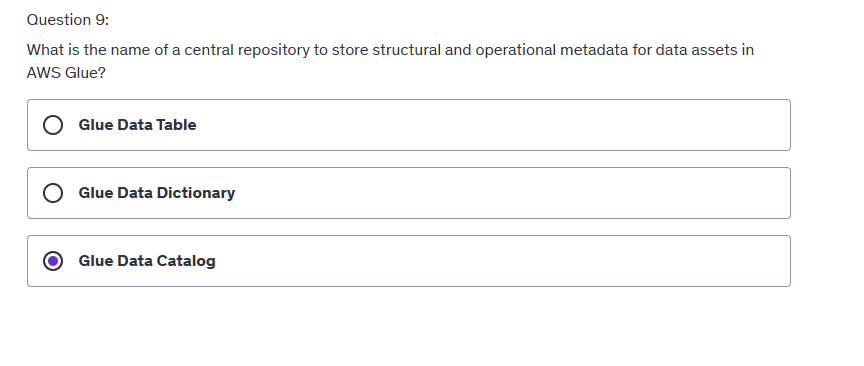 Question 9:
What is the name of a central repository to store structural and operational metadata for data assets in
AWS Glue?
Glue Data Table
Glue Data Dictionary
Glue Data Catalog